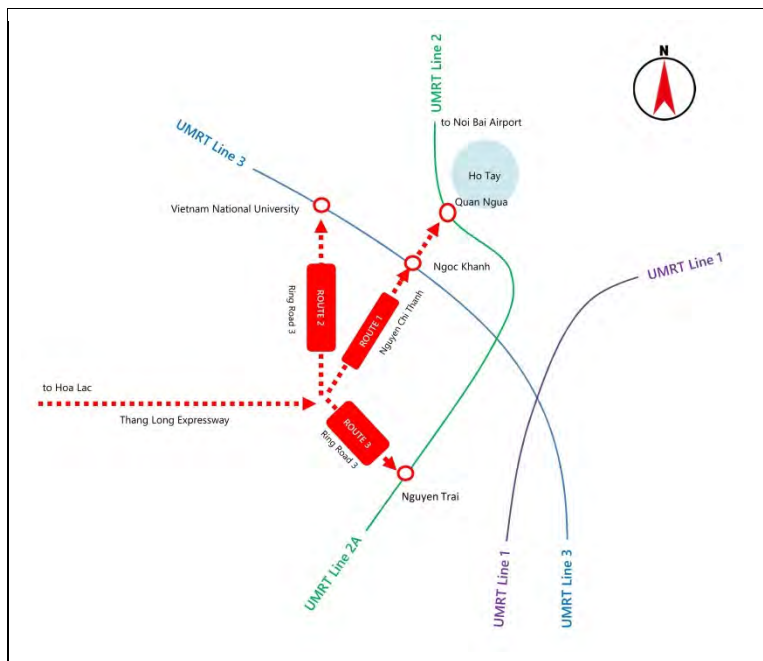 N
UMRT Line 2
to Noi Bai Airport
UMRT Line 3
Ho Tay
Vietnam National University
Quan Ngua
Ngoc Khanh
UMRT Line 1
ROUTE 2
Ring Road 3
ROUTE 1
Nguyen Chi Thanh
to Hoa Lac
Thang Long Expressway
ROUTE 3
Ring Road 3
Nguyen Trai
UMRT Line 2A
UMRT Line 1
UMRT Line 3